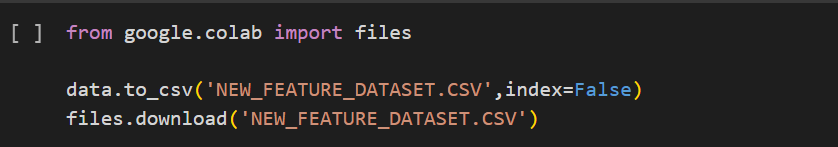 [ ] from google.colab import files
data.to_csv('NEW_FEATURE_DATASET.CSV',index=False)
files.download('NEW_FEATURE_DATASET.CSV')